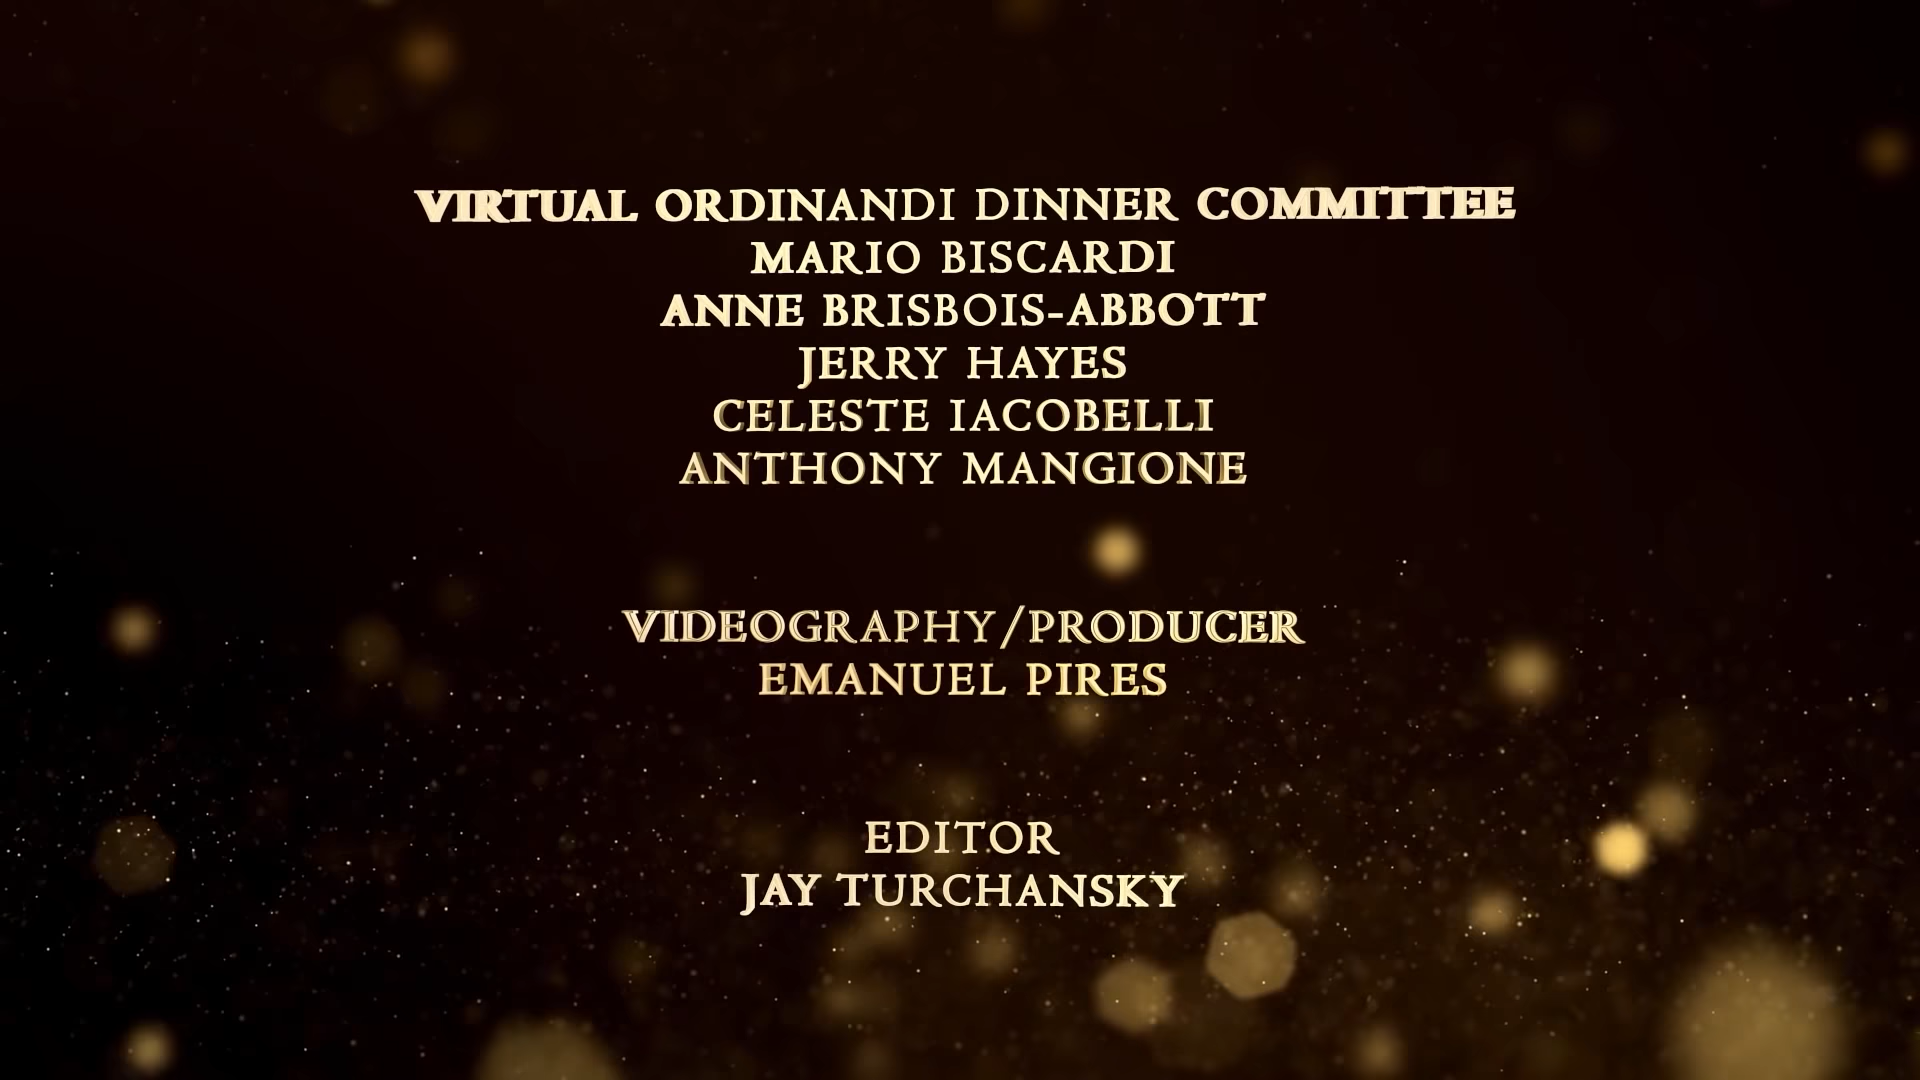 VIRTUAL ORDINANDI DINNER COMMITTEE
MARIO BISCARDI
ANNE BRISBOIS-ABBOTT
JERRY HAYES
CELESTE IACOBELLI
ANTHONY MANGIONE
VIDEOGRAPHY/PRODUCER
EMANUEL PIRES
EDITOR
JAY TURCHANSKY